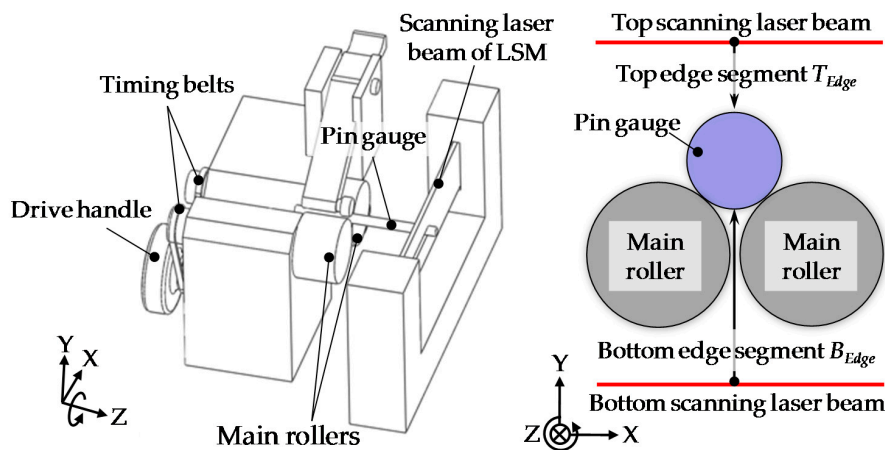 Scanning laser
beam of LSM
Timing belts
Pin gauge
Drive handle
Main rollers
Y
X
Z
Top scanning laser beam
Top edge segment T_Edge
Pin gauge
Main
roller
Main
roller
Bottom edge segment B_Edge
Bottom scanning laser beam
Y
Z
X